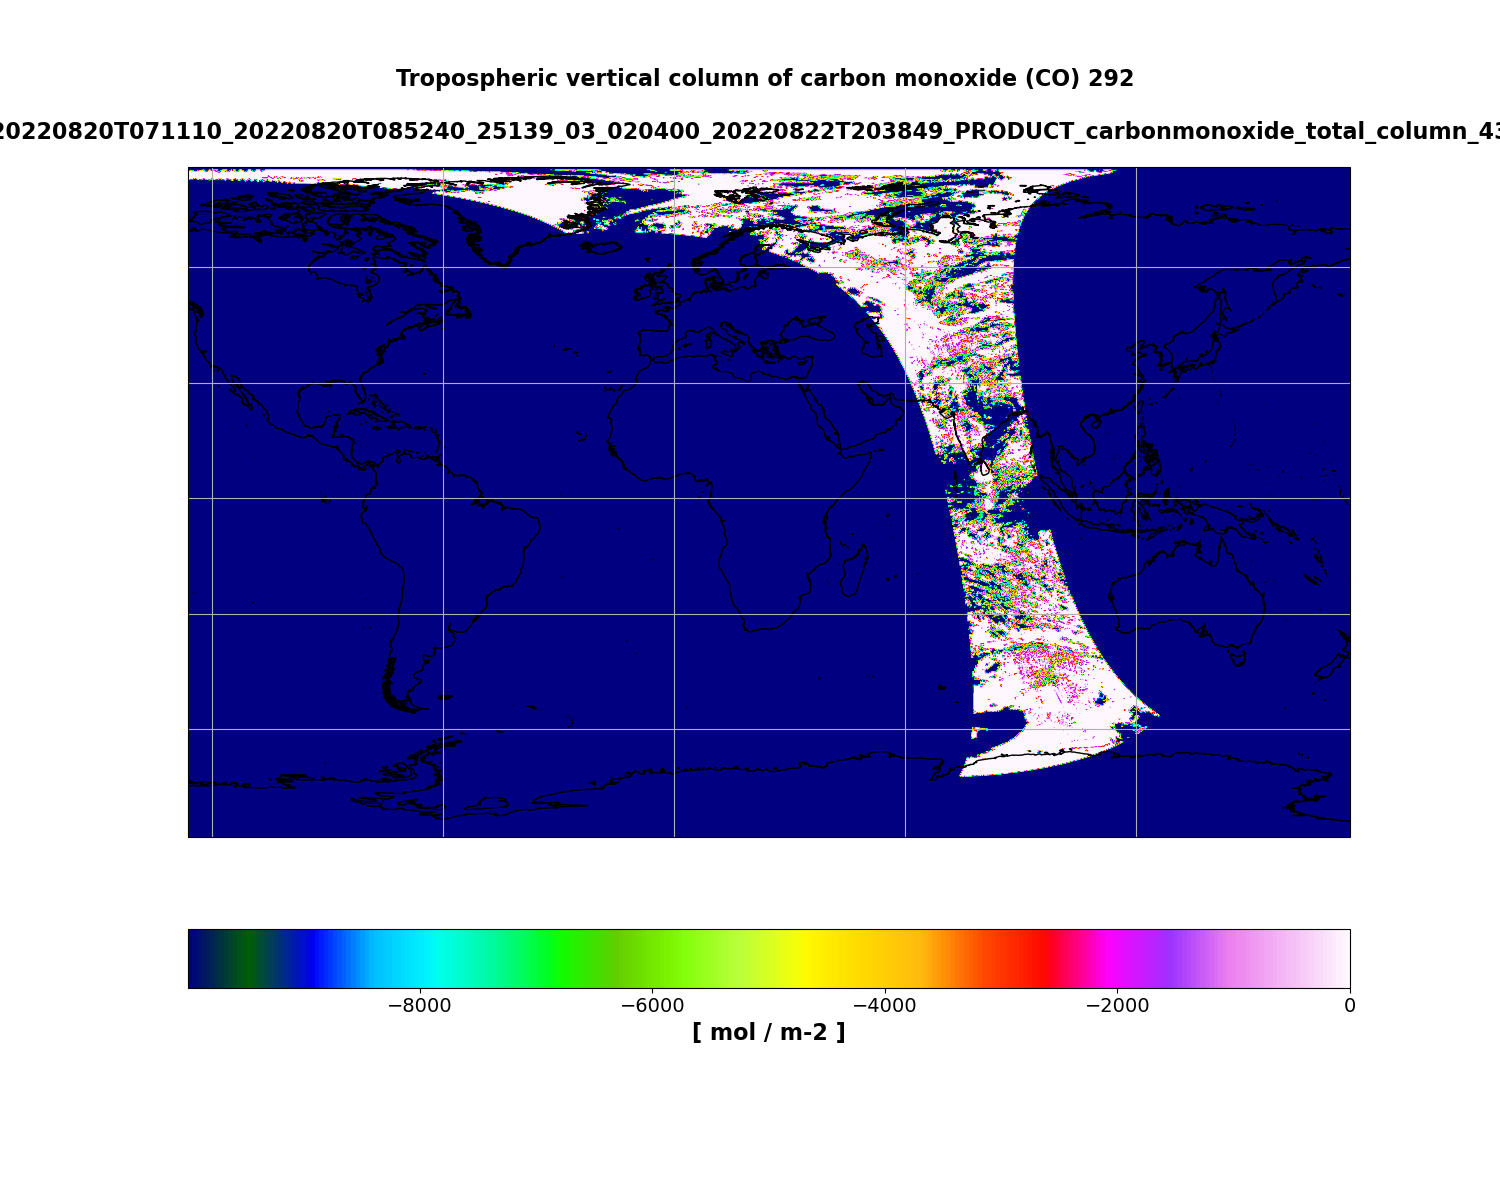 Tropospheric vertical column of carbon monoxide (CO) 292
20220820T071110_20220820T085240_25139_03_020400_20220822T203849_PRODUCT_carbonmonoxide_total_column_43
−8000 −6000 −4000 −2000 0
[ mol / m-2 ]